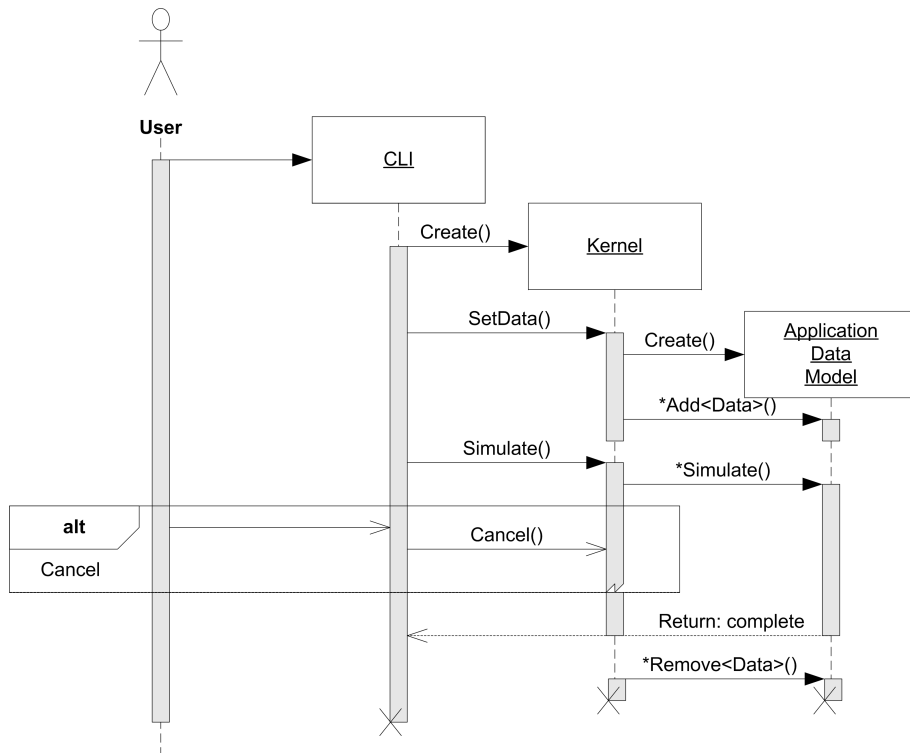 User
CLI
Create()
Kernel
SetData()
Create()
Application
Data
Model
*Add<Data>()
Simulate()
*Simulate()
alt
Cancel()
Cancel
Return: complete
*Remove<Data>()